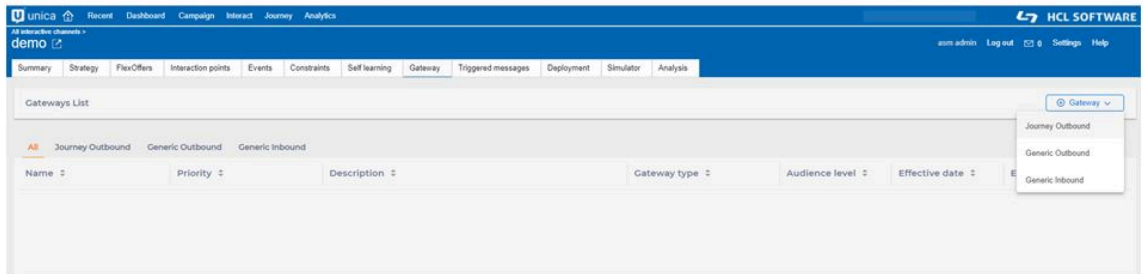 unica Recent Dashboard Campaign Interact Journey Analytics HCL SOFTWARE
All interactive channels >
demo asm admin Log out 0 Settings Help
Summary Strategy FlexOffers Interaction points Events Constraints Self learning Gateway Triggered messages Deployment Simulator Analysis
Gateways List Gateway
Journey Outbound
All Journey Outbound Generic Outbound Generic Inbound
Generic Outbound
Name Priority Description Gateway type Audience level Effective date E
Generic Inbound